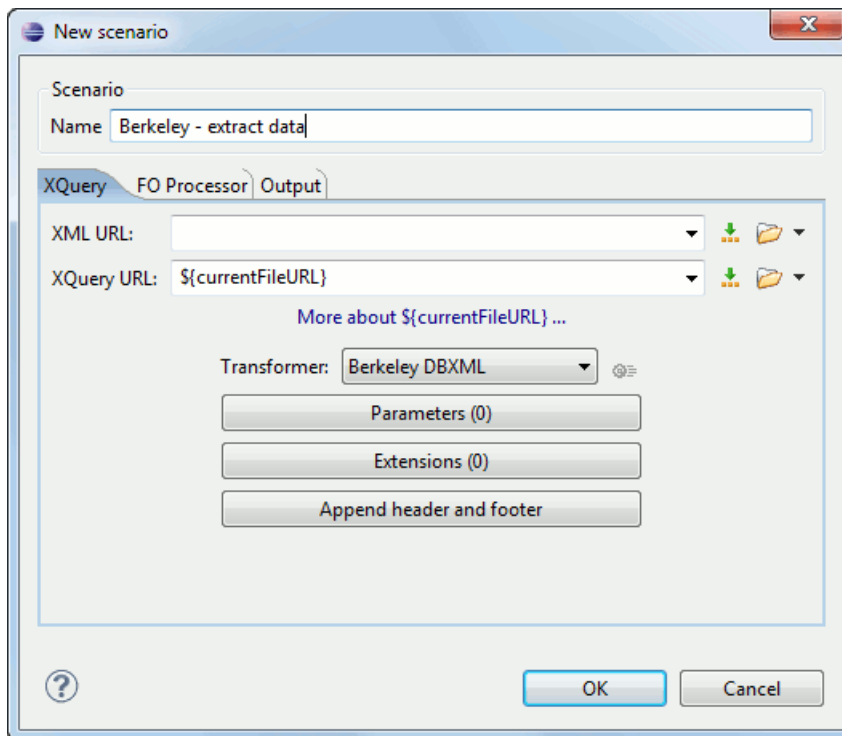 New scenario
Scenario
Name Berkeley - extract data
XQuery FO Processor Output
XML URL:
XQuery URL: ${currentFileURL}
More about ${currentFileURL} ...
Transformer: Berkeley DBXML
Parameters (0)
Extensions (0)
Append header and footer
? OK Cancel